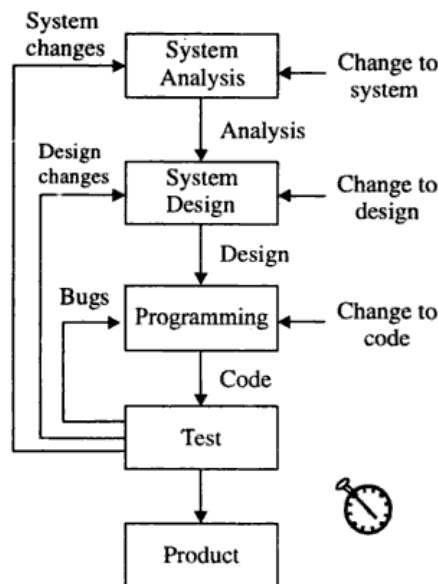 System
changes
System
Analysis
Change to
system
Analysis
Design
changes
System
Design
Change to
design
Design
Bugs
Programming
Change to
code
Code
Test
Product